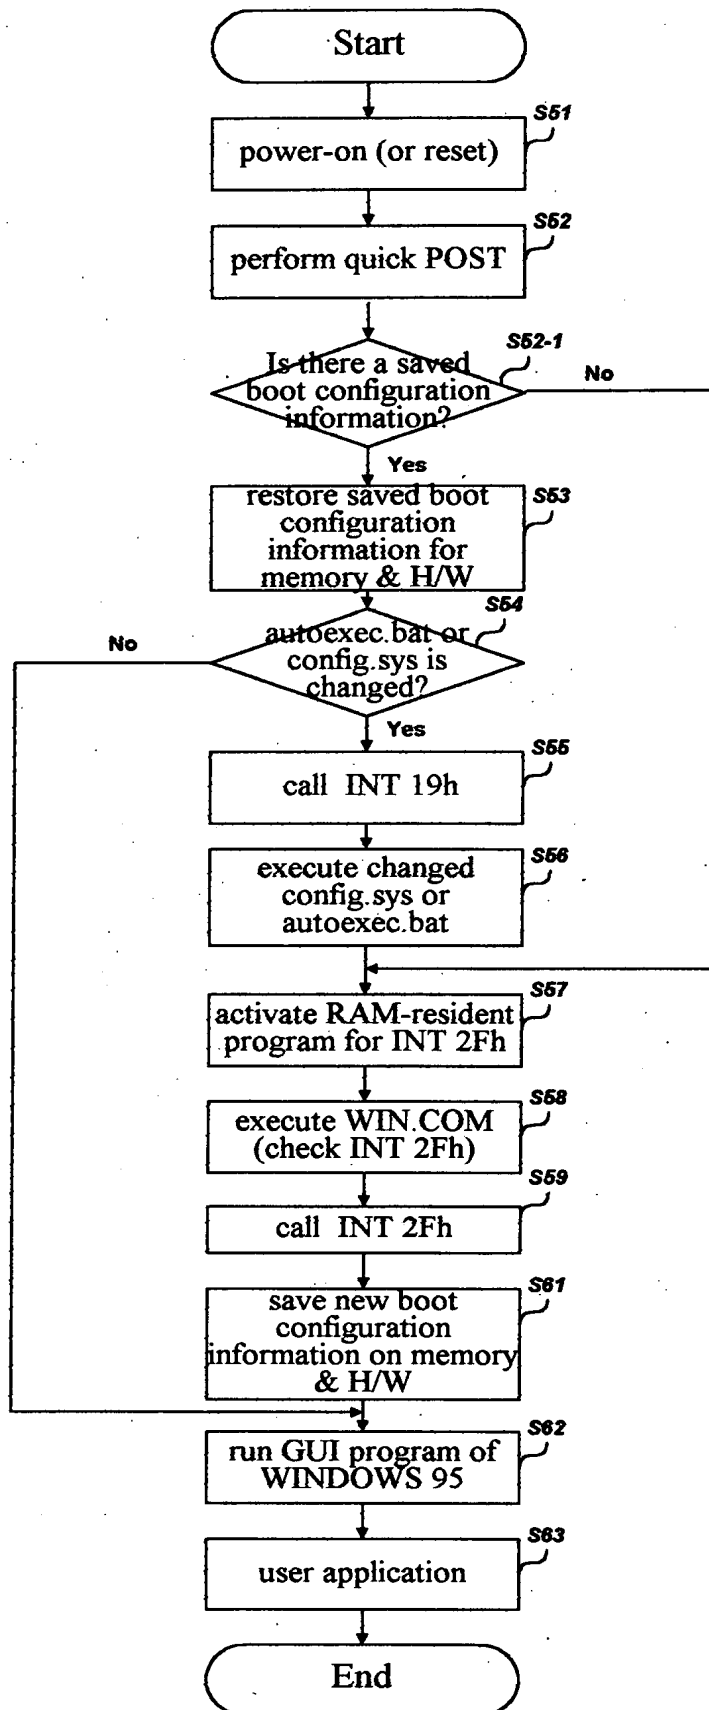 Start
S51
power-on (or reset)
S52
perform quick POST
S52-1
Is there a saved
boot configuration
information?
No
Yes
restore saved boot
configuration
information for
memory & H/W
S53
S54
No
autoexec.bat or
config.sys is
changed?
Yes
S55
call INT 19h
S56
execute changed
config.sys or
autoexec.bat
S57
activate RAM-resident
program for INT 2Fh
S58
execute WIN.COM
(check INT 2Fh)
S59
call INT 2Fh
S61
save new boot
configuration
information on memory
& H/W
S62
run GUI program of
WINDOWS 95
S63
user application
End